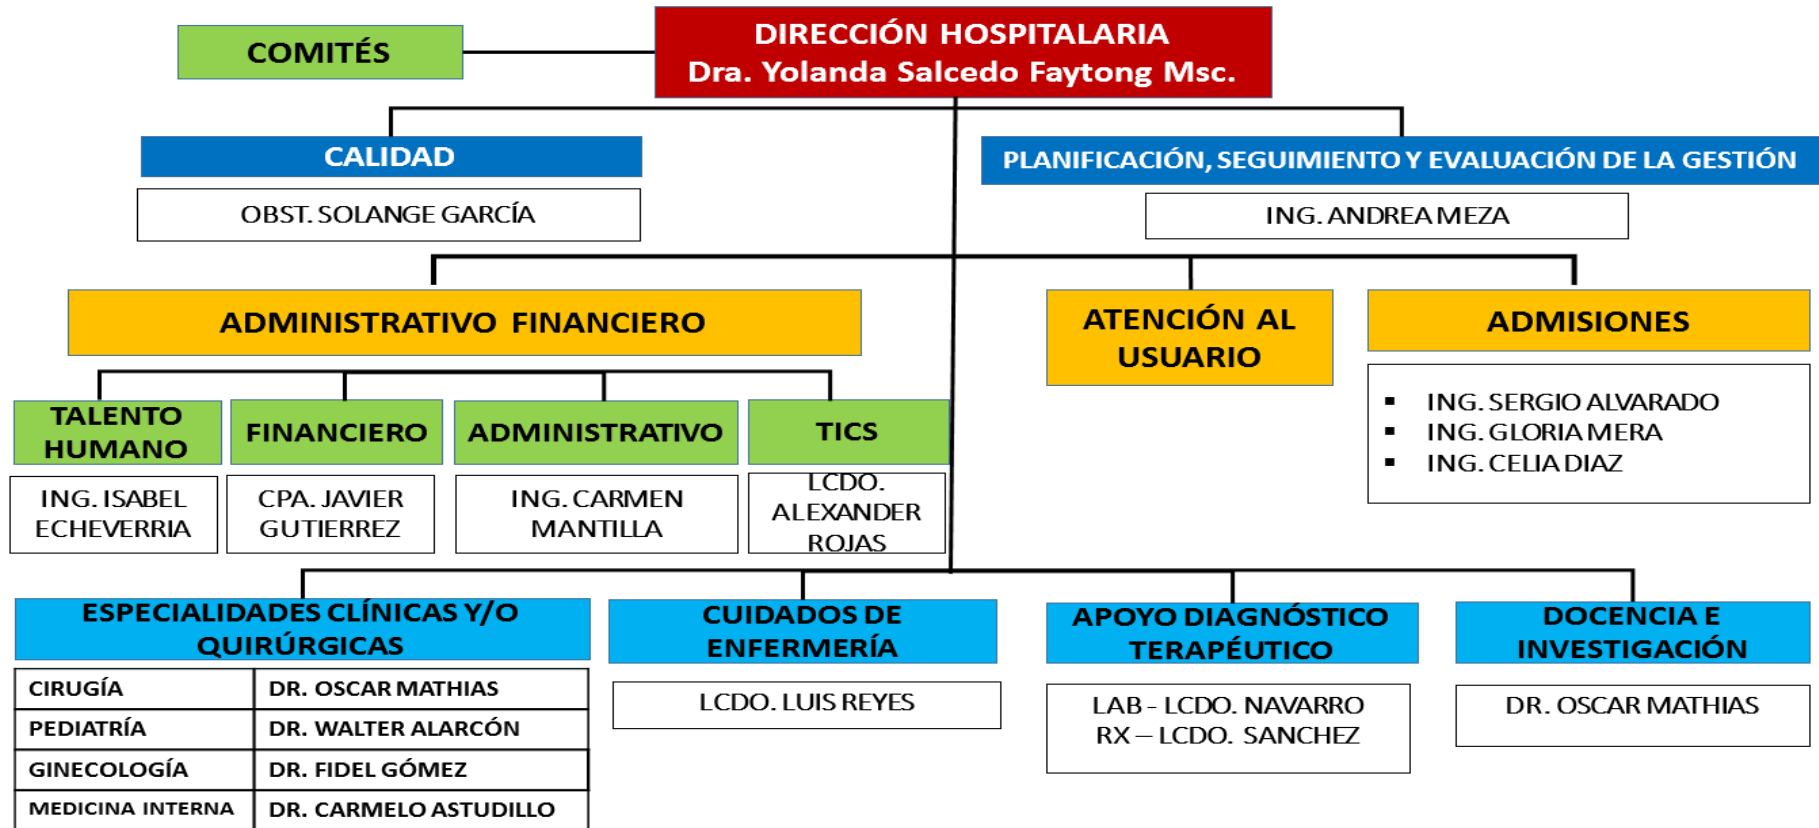 COMITÉS
DIRECCIÓN HOSPITALARIA
Dra. Yolanda Salcedo Faytong Msc.
CALIDAD
OBST. SOLANGE GARCÍA
PLANIFICACIÓN, SEGUIMIENTO Y EVALUACIÓN DE LA GESTIÓN
ING. ANDREA MEZA
ADMINISTRATIVO FINANCIERO
ATENCIÓN AL
USUARIO
ADMISIONES
▪ ING. SERGIO ALVARADO
▪ ING. GLORIA MERA
▪ ING. CELIA DIAZ
TALENTO
HUMANO
ING. ISABEL
ECHEVERRIA
FINANCIERO
CPA. JAVIER
GUTIERREZ
ADMINISTRATIVO
ING. CARMEN
MANTILLA
TICS
LCDO.
ALEXANDER
ROJAS
ESPECIALIDADES CLÍNICAS Y/O
QUIRÚRGICAS
CIRUGÍA DR. OSCAR MATHIAS
PEDIATRÍA DR. WALTER ALARCÓN
GINECOLOGÍA DR. FIDEL GÓMEZ
MEDICINA INTERNA DR. CARMELO ASTUDILLO
CUIDADOS DE
ENFERMERÍA
LCDO. LUIS REYES
APOYO DIAGNÓSTICO
TERAPÉUTICO
LAB - LCDO. NAVARRO
RX – LCDO. SANCHEZ
DOCENCIA E
INVESTIGACIÓN
DR. OSCAR MATHIAS